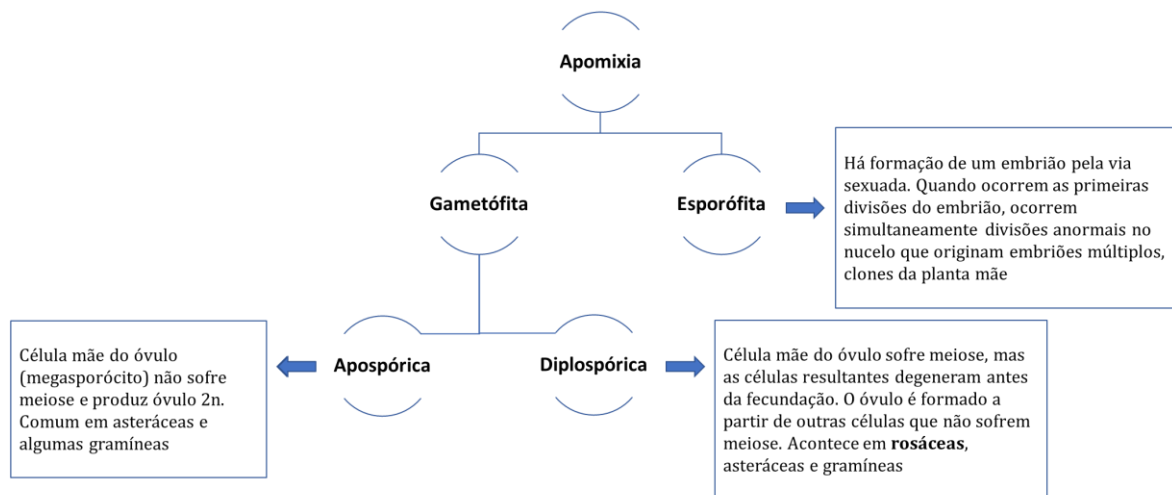 Apomixia
Gametófita
Esporófita
Há formação de um embrião pela via
sexuada. Quando ocorrem as primeiras
divisões do embrião, ocorrem
simultaneamente divisões anormais no
nucelo que originam embriões múltiplos,
clones da planta mãe
Célula mãe do óvulo
(megasporócito) não sofre
meiose e produz óvulo 2n.
Comum em asteráceas e
algumas gramíneas
Apospórica
Diplospórica
Célula mãe do óvulo sofre meiose, mas
as células resultantes degeneram antes
da fecundação. O óvulo é formado a
partir de outras células que não sofrem
meiose. Acontece em rosáceas,
asteráceas e gramíneas